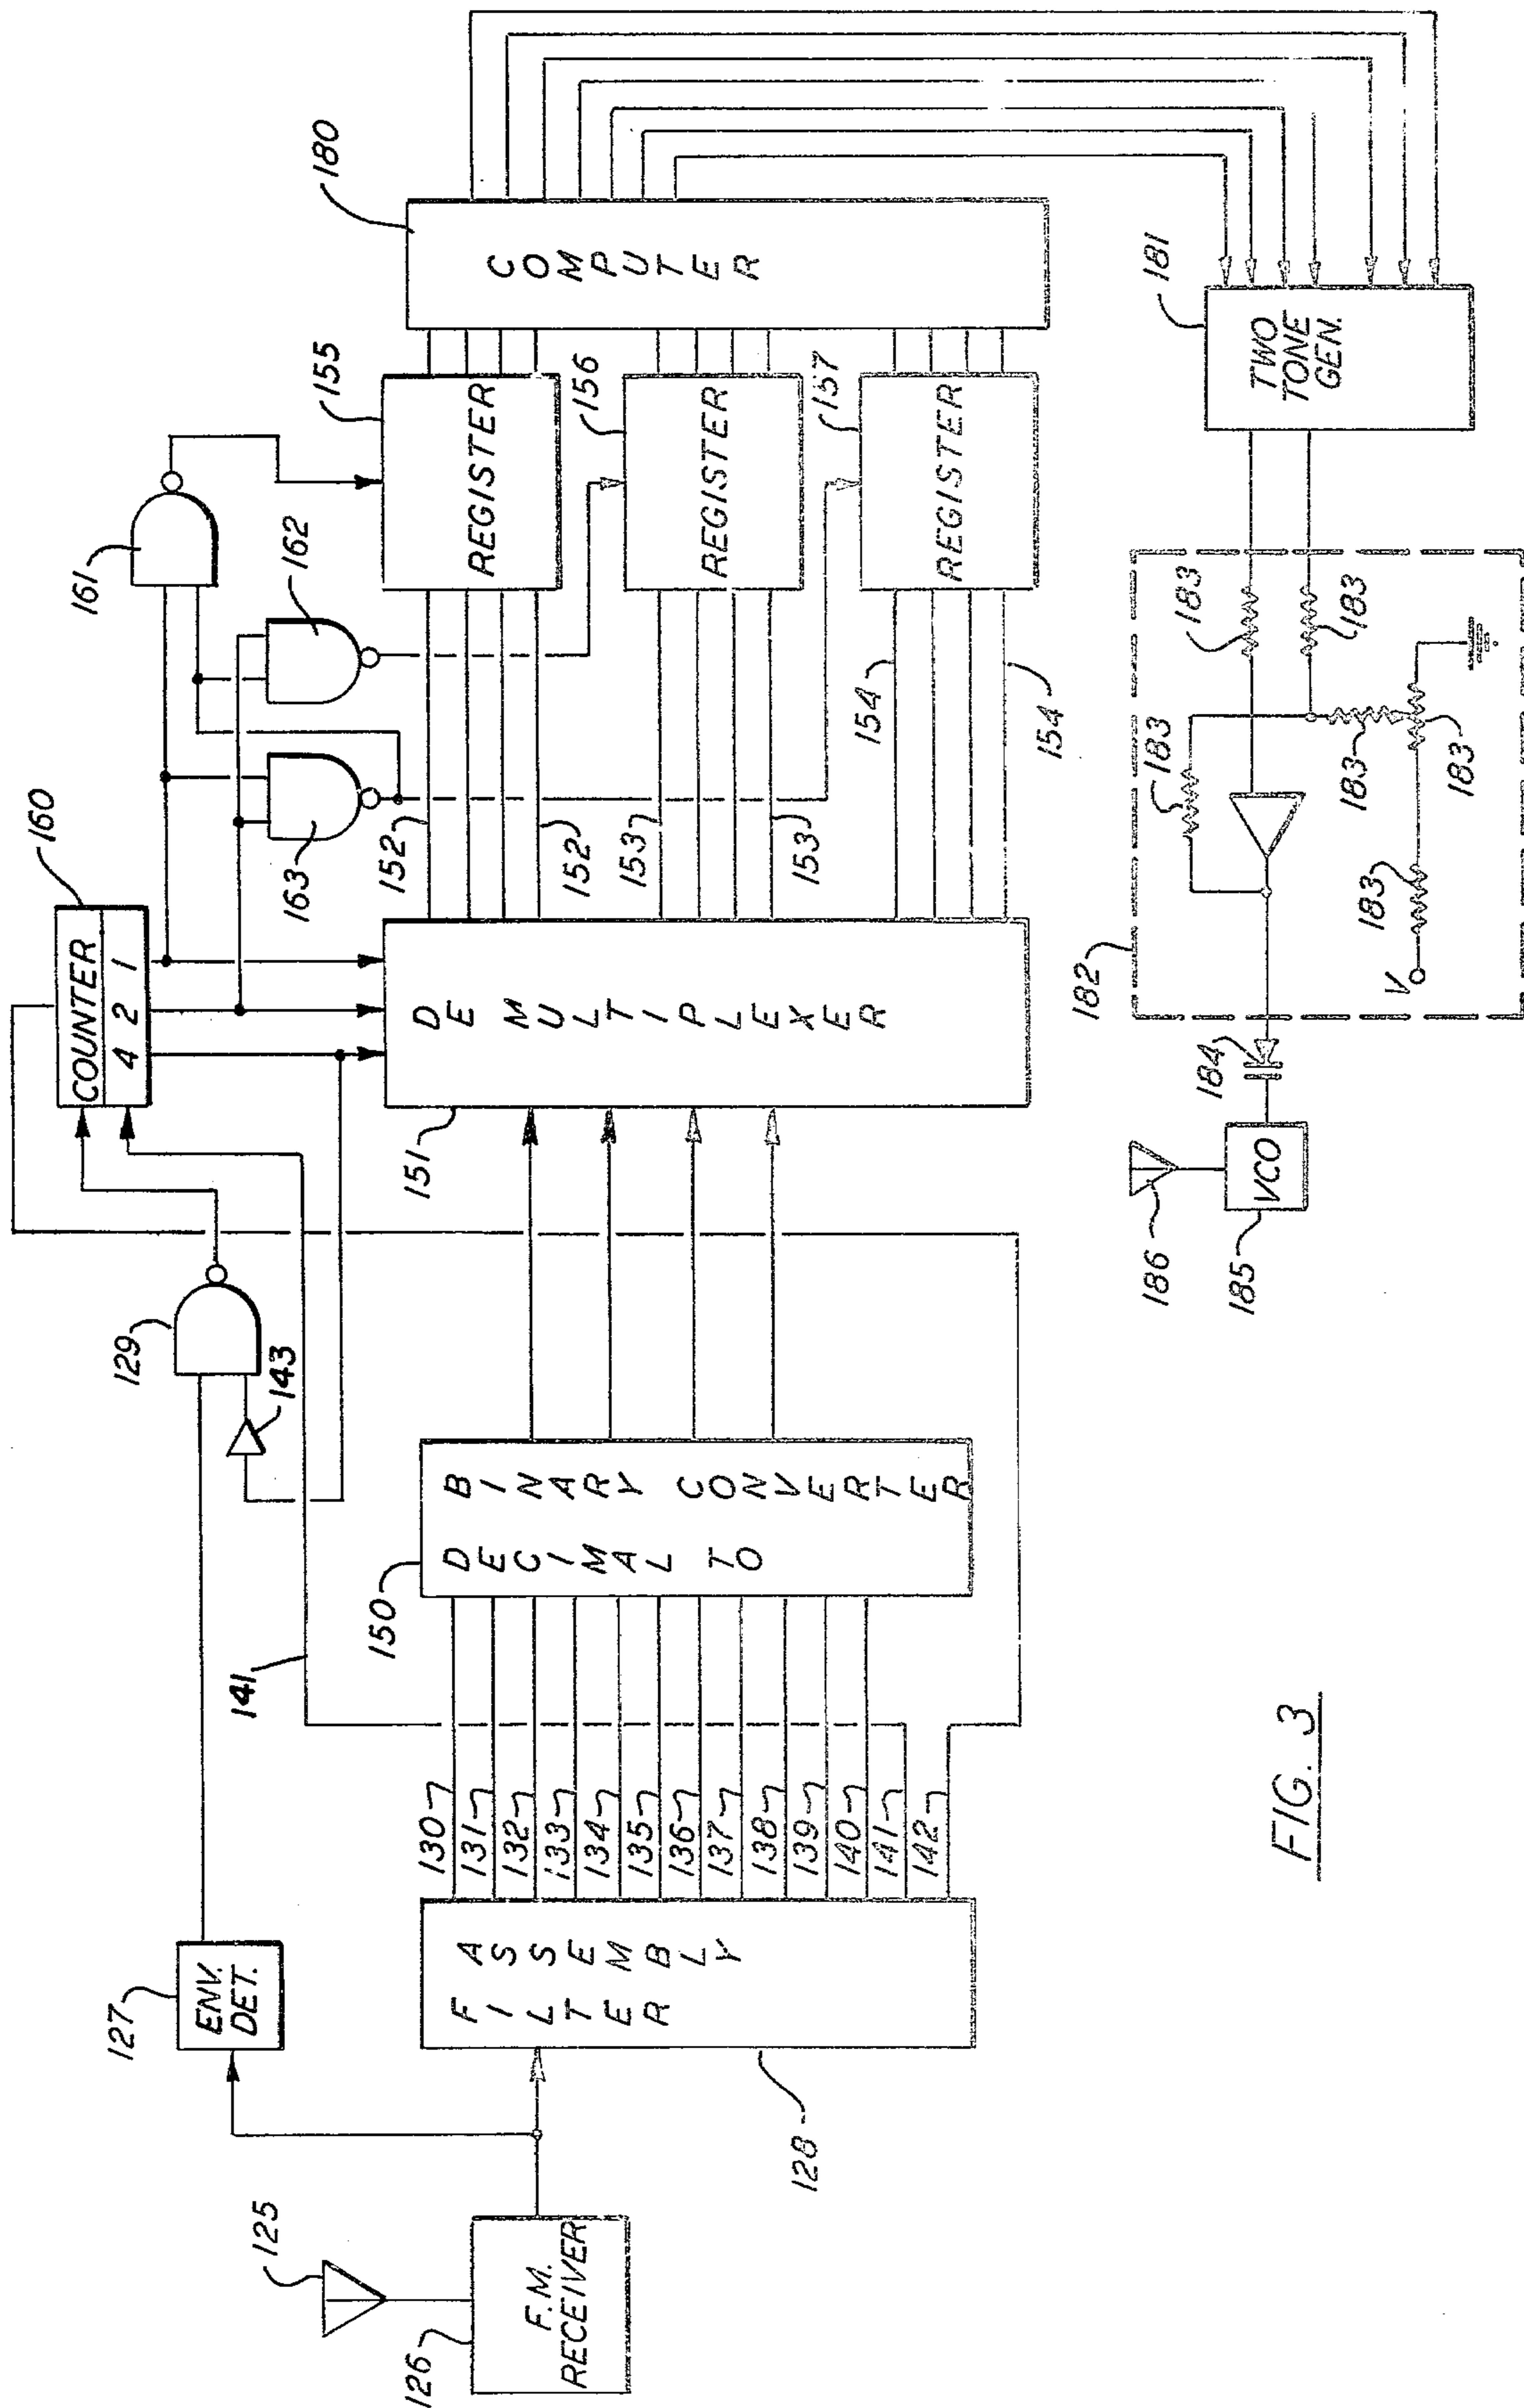 125
126
F.M.
RECEIVER
127
ENV.
DET.
128
FILTER
ASSEMBLY
130
131
132
133
134
135
136
137
138
139
140
141
142
141
129
143
150
DECIMAL TO
BINARY CONVERTER
160
COUNTER
4 2 1
151
DE MULTIPLEXER
161
162
163
152
152
153
153
154
154
155
REGISTER
156
REGISTER
157
REGISTER
180
COMPUTER
181
TWO
TONE
GEN.
182
183
183
183
183
183
183
V
184
185
VCO
186
FIG. 3